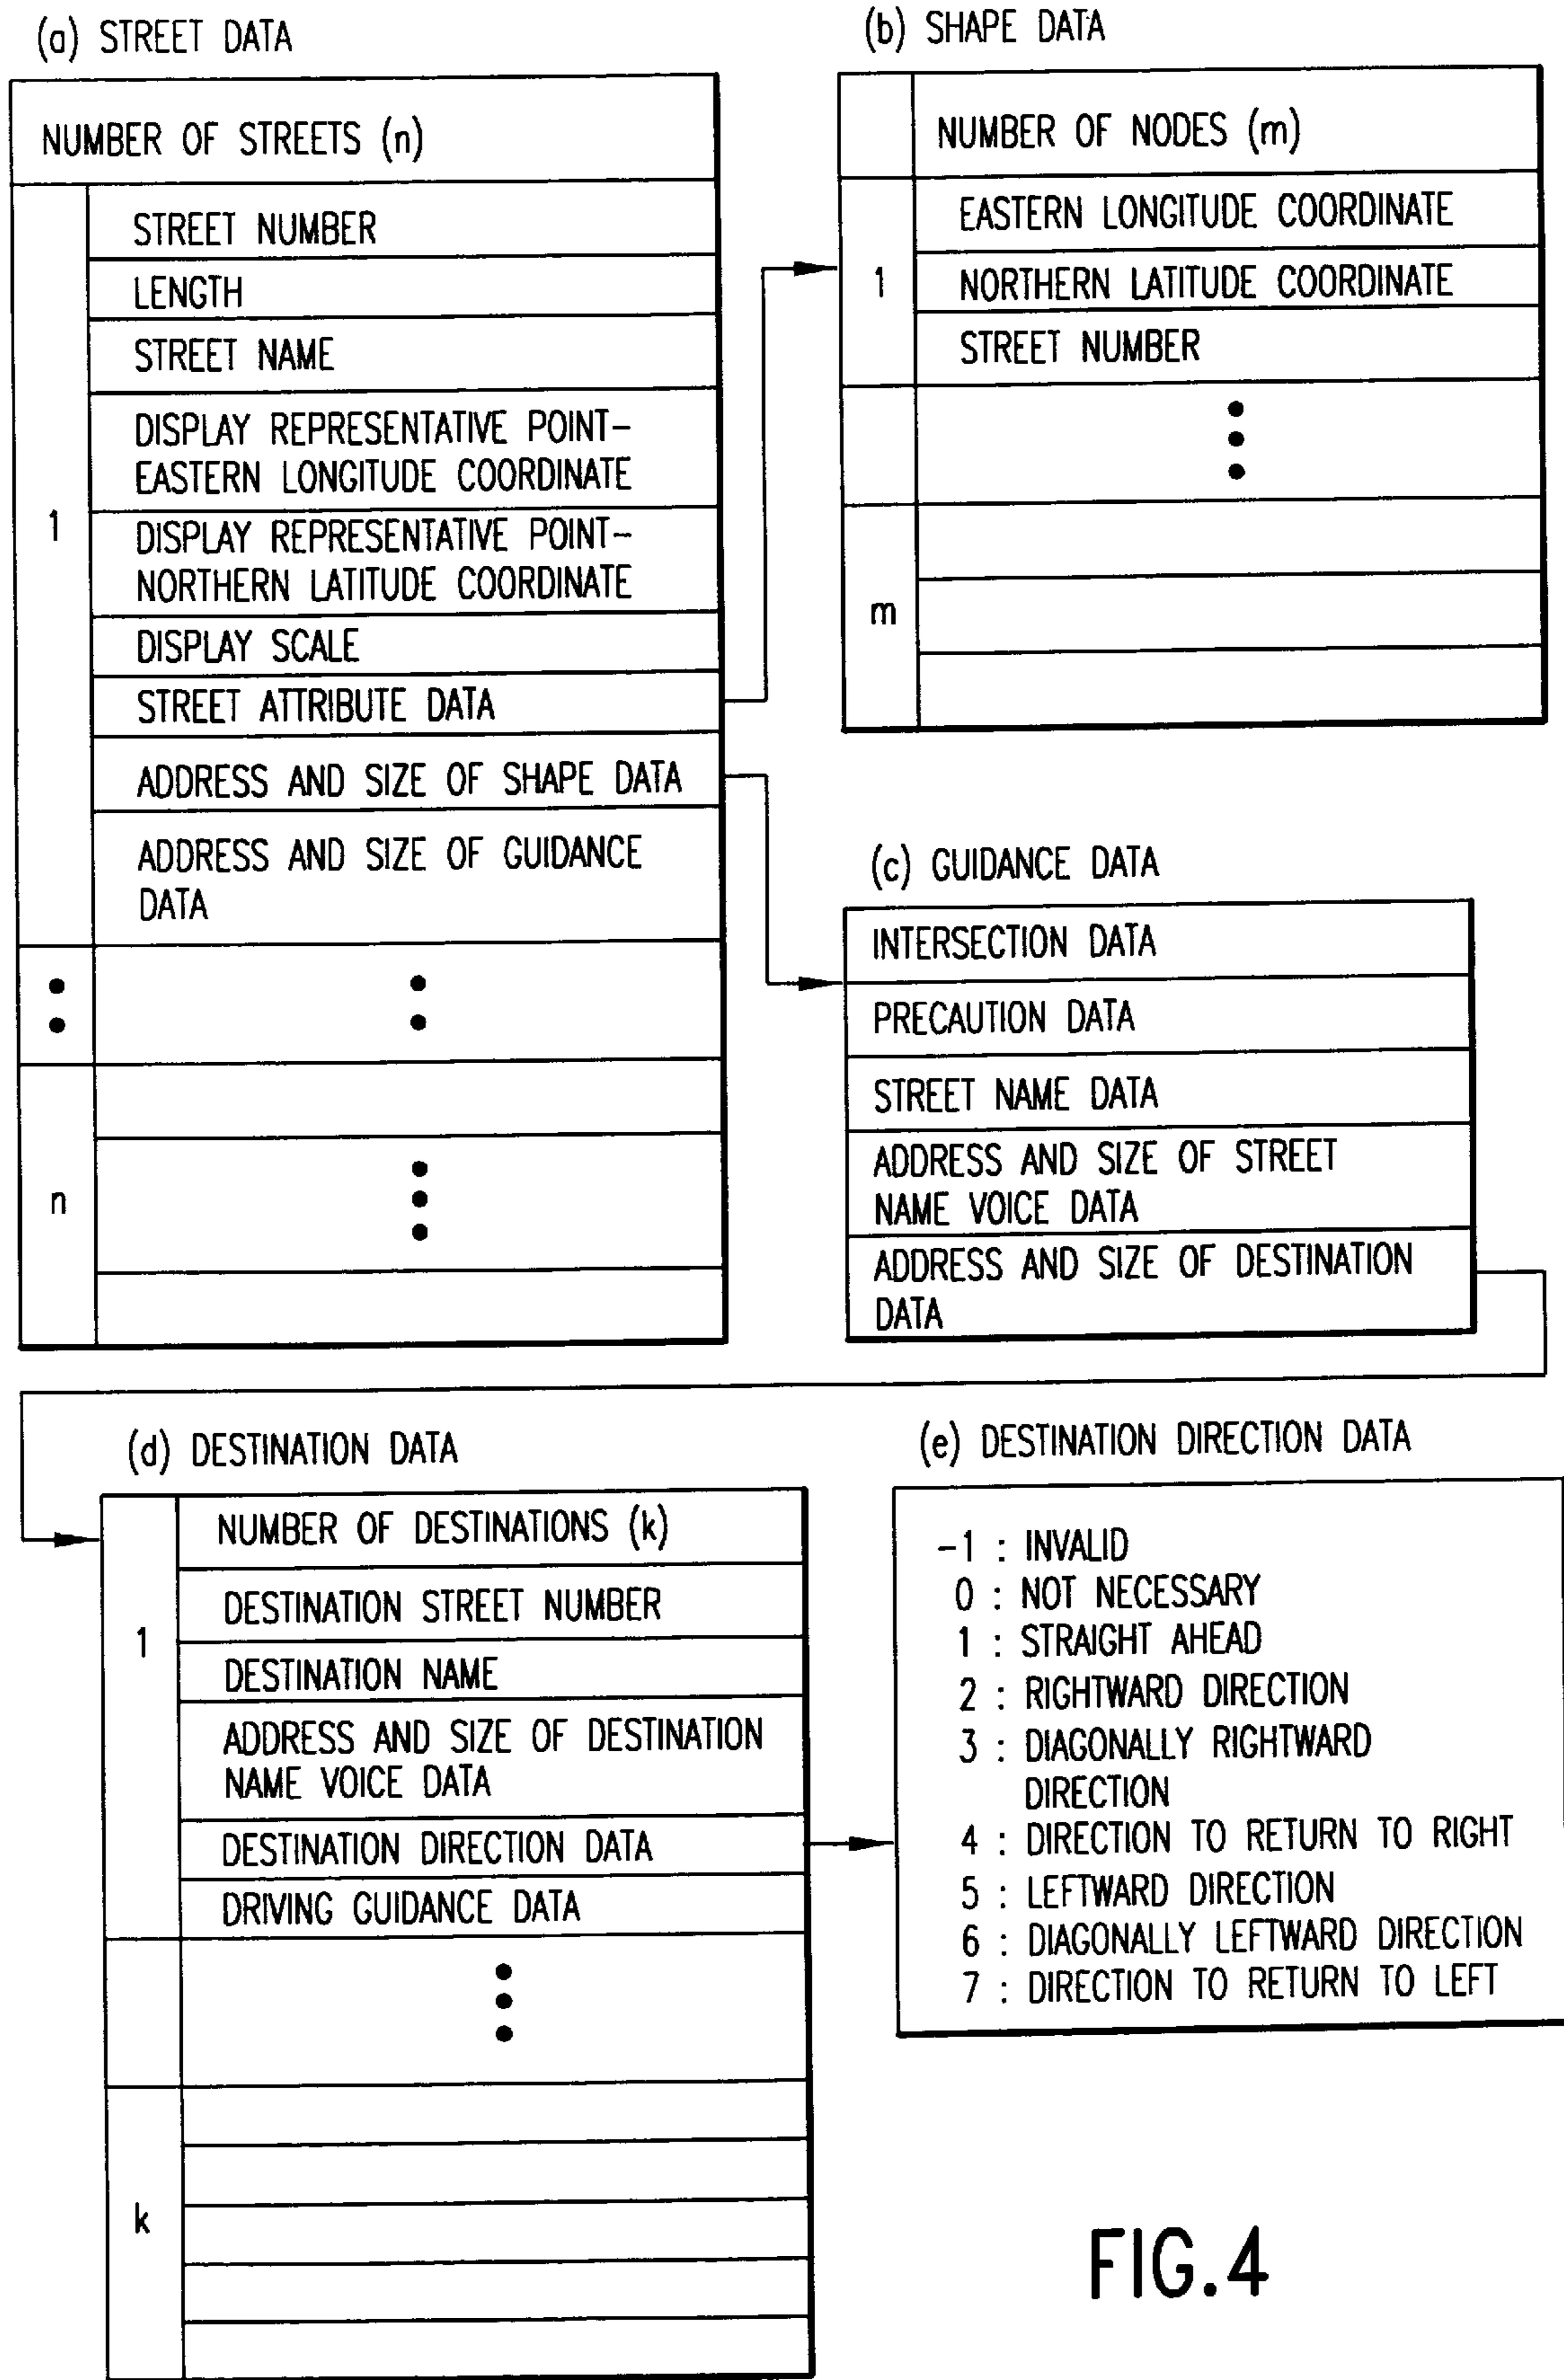 (a) STREET DATA
NUMBER OF STREETS (n)
1
STREET NUMBER
LENGTH
STREET NAME
DISPLAY REPRESENTATIVE POINT-
EASTERN LONGITUDE COORDINATE
DISPLAY REPRESENTATIVE POINT-
NORTHERN LATITUDE COORDINATE
DISPLAY SCALE
STREET ATTRIBUTE DATA
ADDRESS AND SIZE OF SHAPE DATA
ADDRESS AND SIZE OF GUIDANCE
DATA
n
(b) SHAPE DATA
NUMBER OF NODES (m)
1
EASTERN LONGITUDE COORDINATE
NORTHERN LATITUDE COORDINATE
STREET NUMBER
m
(c) GUIDANCE DATA
INTERSECTION DATA
PRECAUTION DATA
STREET NAME DATA
ADDRESS AND SIZE OF STREET
NAME VOICE DATA
ADDRESS AND SIZE OF DESTINATION
DATA
(d) DESTINATION DATA
1
NUMBER OF DESTINATIONS (k)
DESTINATION STREET NUMBER
DESTINATION NAME
ADDRESS AND SIZE OF DESTINATION
NAME VOICE DATA
DESTINATION DIRECTION DATA
DRIVING GUIDANCE DATA
k
(e) DESTINATION DIRECTION DATA
-1 : INVALID
0 : NOT NECESSARY
1 : STRAIGHT AHEAD
2 : RIGHTWARD DIRECTION
3 : DIAGONALLY RIGHTWARD
DIRECTION
4 : DIRECTION TO RETURN TO RIGHT
5 : LEFTWARD DIRECTION
6 : DIAGONALLY LEFTWARD DIRECTION
7 : DIRECTION TO RETURN TO LEFT
FIG.4